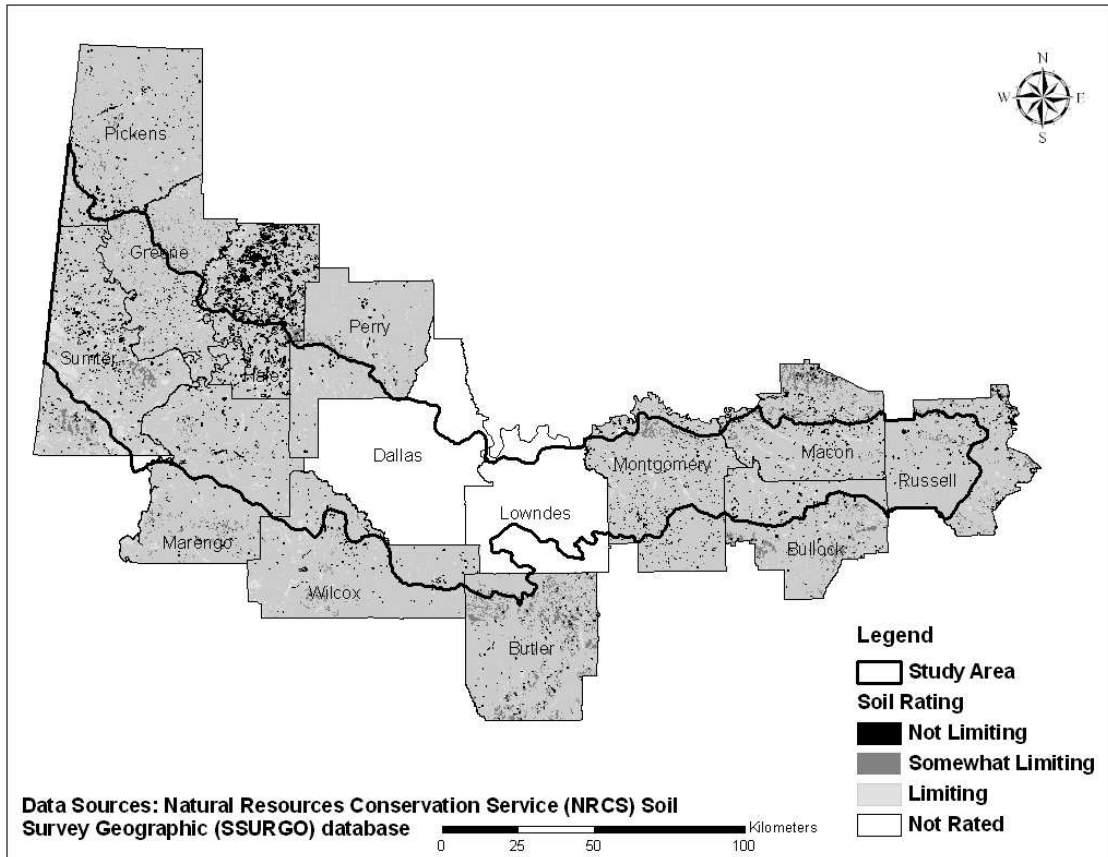 N
W E
S
Pickens
Greene
Perry
Sumter
Hale
Dallas
Montgomery
Macon
Russell
Lowndes
Marengo
Bullock
Wilcox
Butler
Legend
Study Area
Soil Rating
Not Limiting
Somewhat Limiting
Limiting
Not Rated
Data Sources: Natural Resources Conservation Service (NRCS) Soil
Survey Geographic (SSURGO) database
Kilometers
0 25 50 100